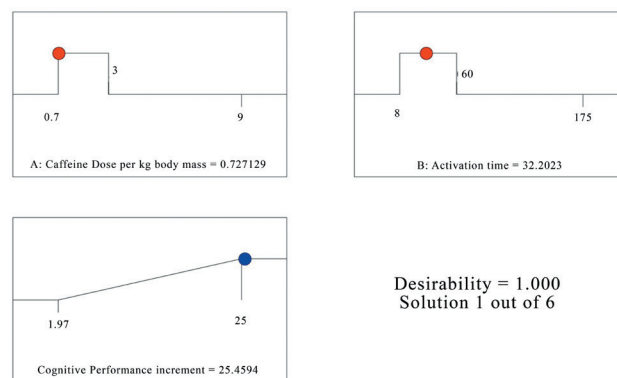 3
0.7
9
A: Caffeine Dose per kg body mass = 0.727129
60
8
175
B: Activation time = 32.2023
1.97
25
Cognitive Performance increment = 25.4594
Desirability = 1.000
Solution 1 out of 6